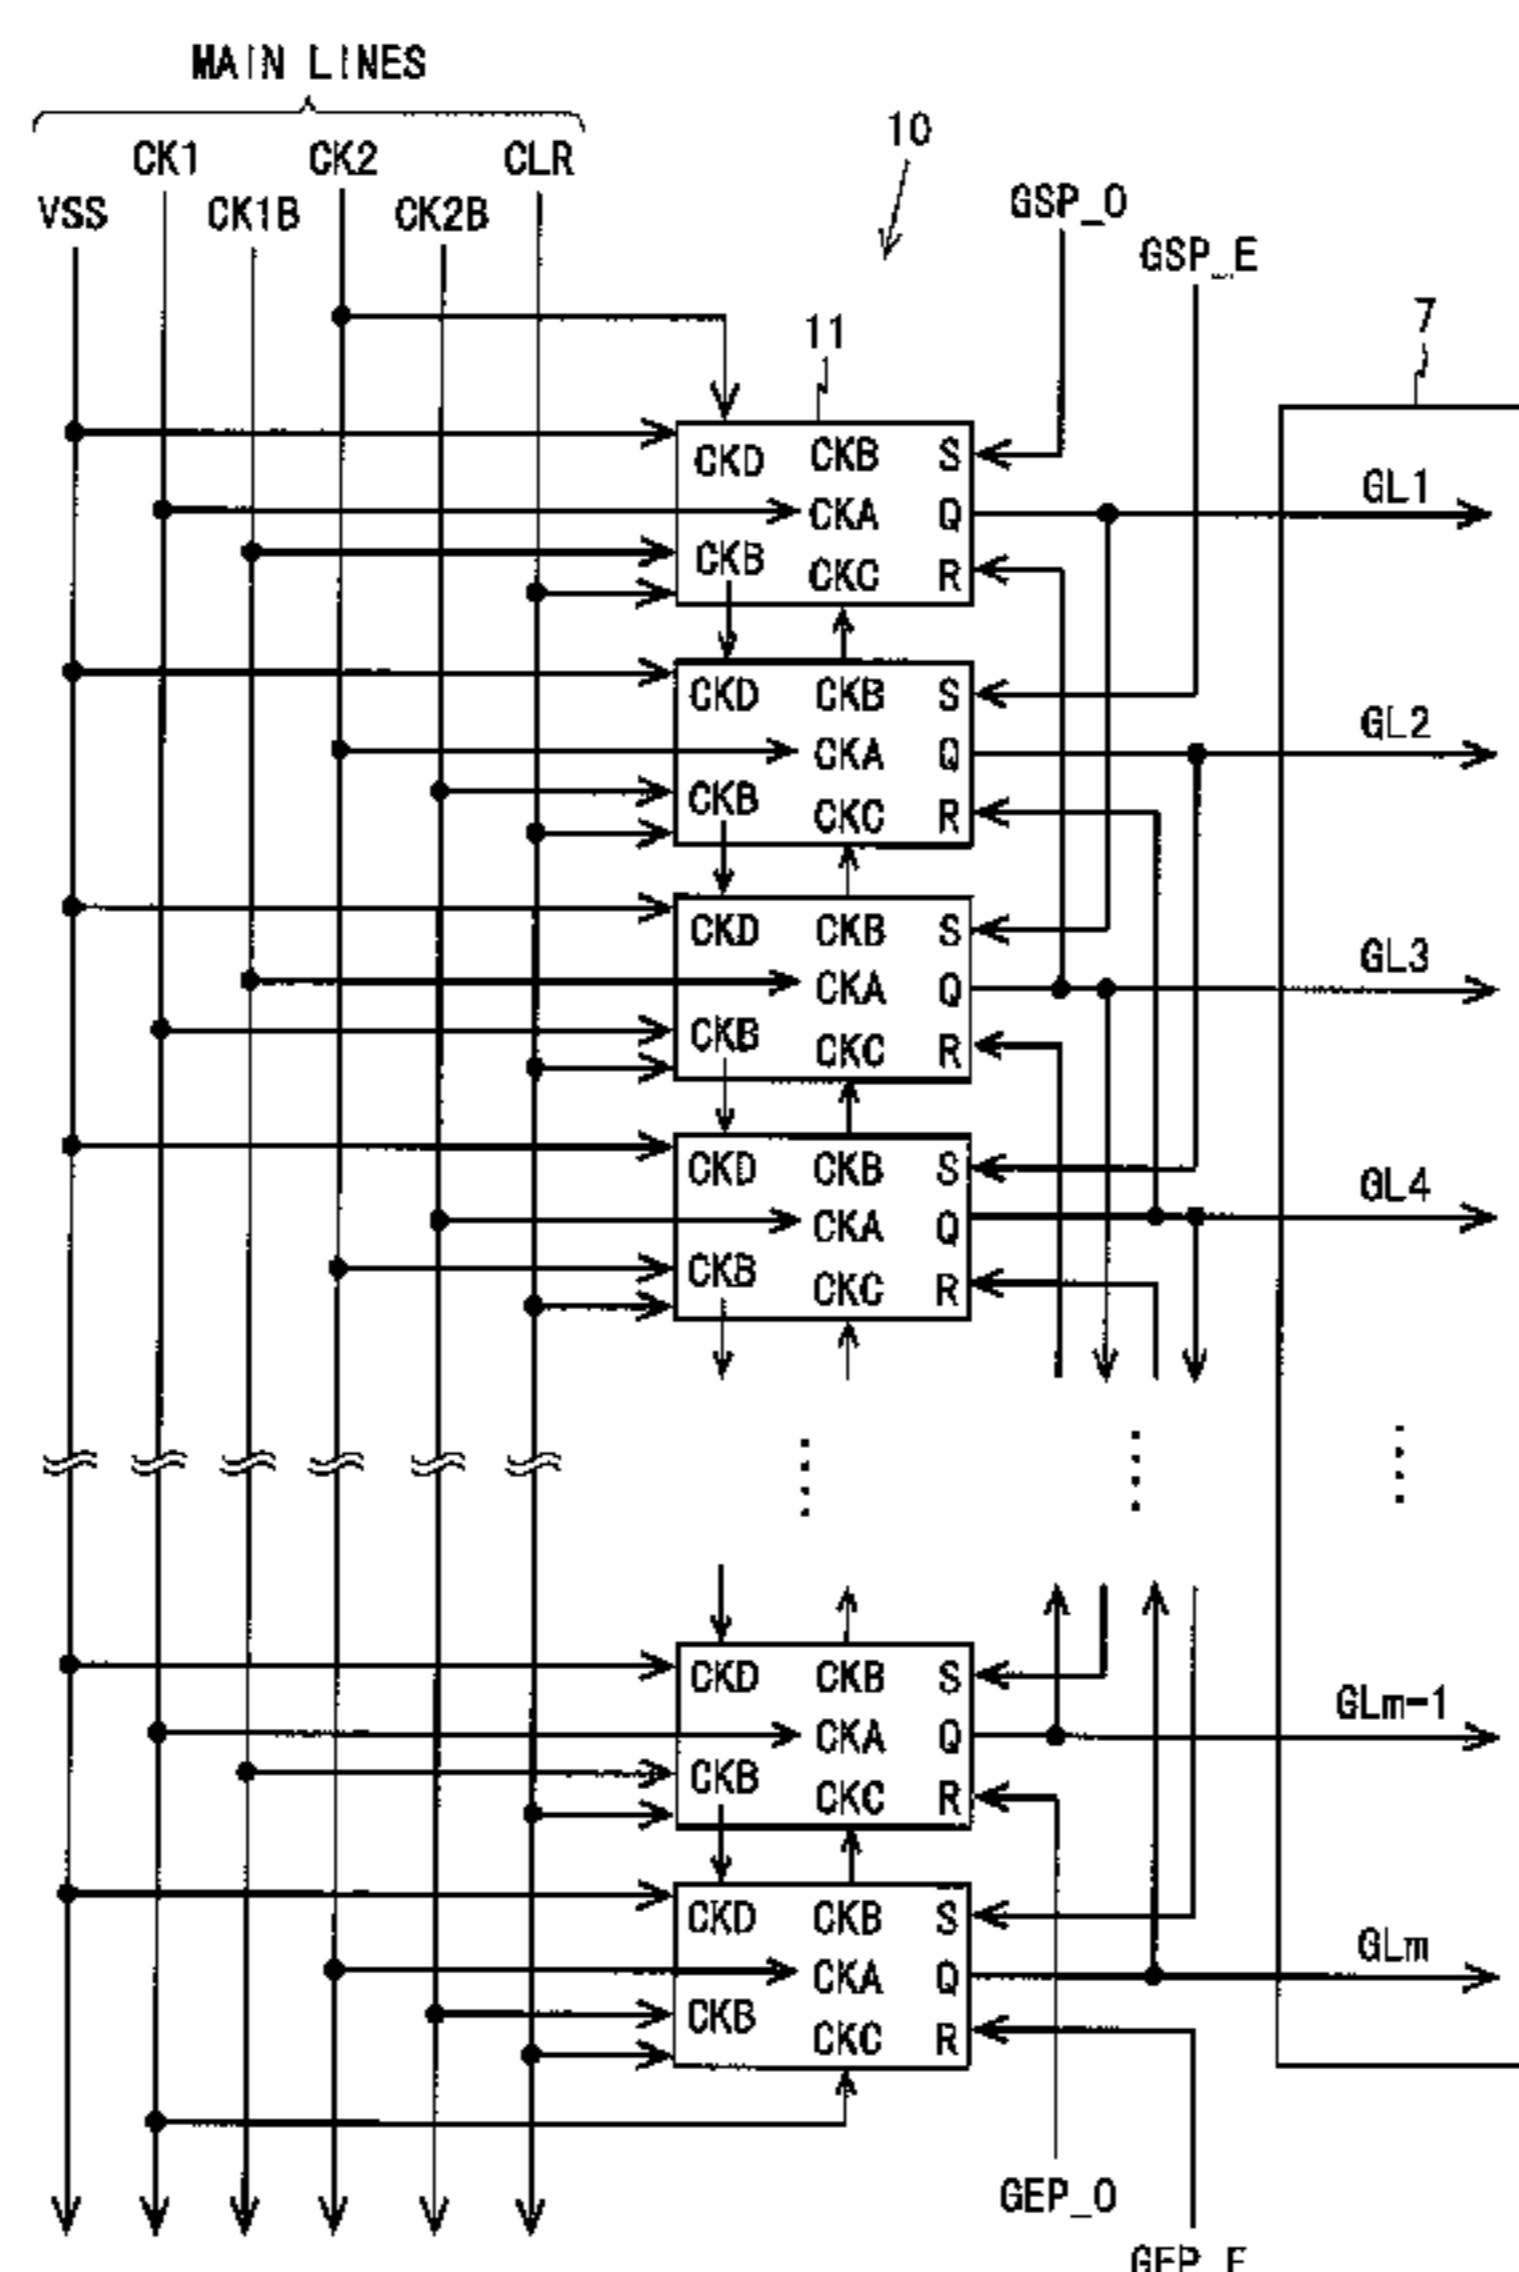 MAIN LINES
CK1 CK2 CLR
VSS CK1B CK2B
10
GSP_O
GSP_E
11
7
CKD CKB S
CKA Q
CKB CKC R
GL1
CKD CKB S
CKA Q
CKB CKC R
GL2
CKD CKB S
CKA Q
CKB CKC R
GL3
CKD CKB S
CKA Q
CKB CKC R
GL4
CKD CKB S
CKA Q
CKB CKC R
GLm-1
CKD CKB S
CKA Q
CKB CKC R
GLm
GEP_O
GEP_E